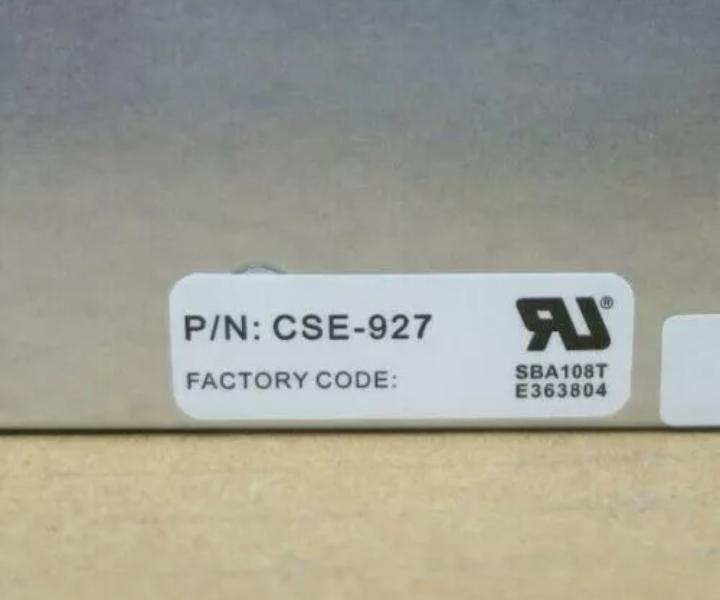 P/N: CSE-927
FACTORY CODE:
RU®
SBA108T
E363804